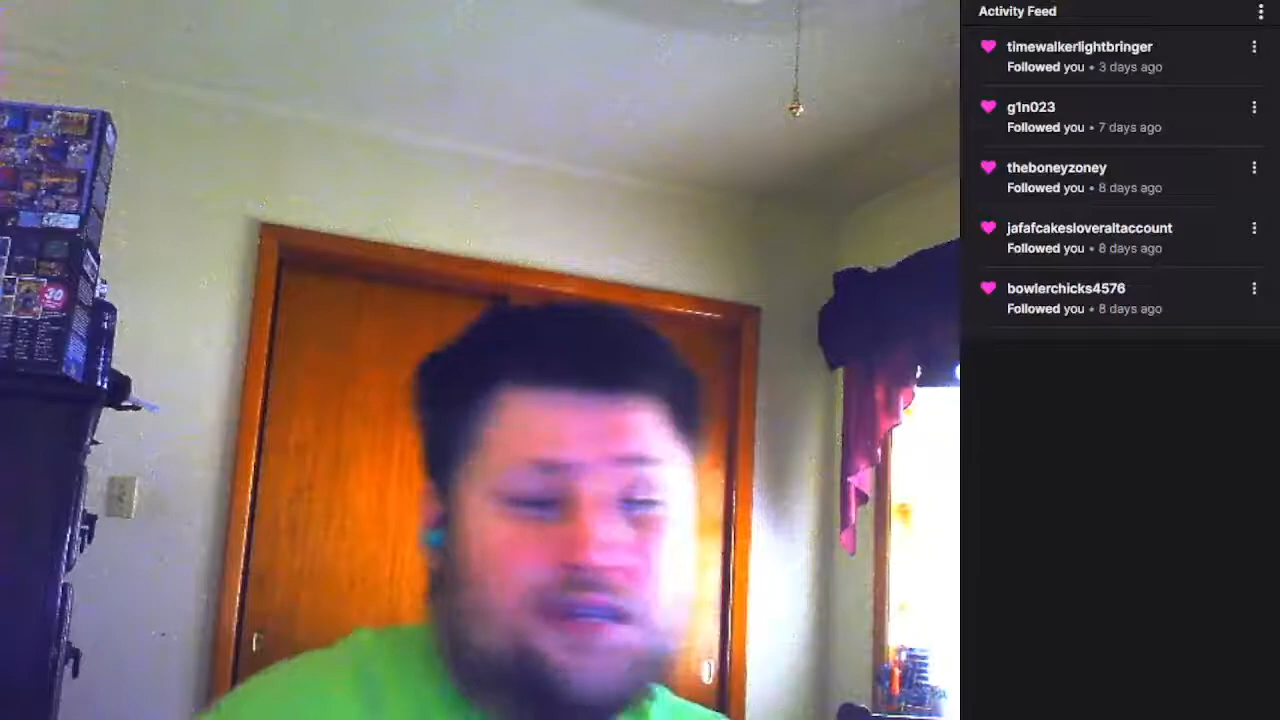 Activity Feed
timewalkerlightbringer
Followed you • 3 days ago
g1n023
Followed you • 7 days ago
theboneyzoney
Followed you • 8 days ago
jafafcakesloveraltaccount
Followed you • 8 days ago
bowlerchicks4576
Followed you • 8 days ago
30